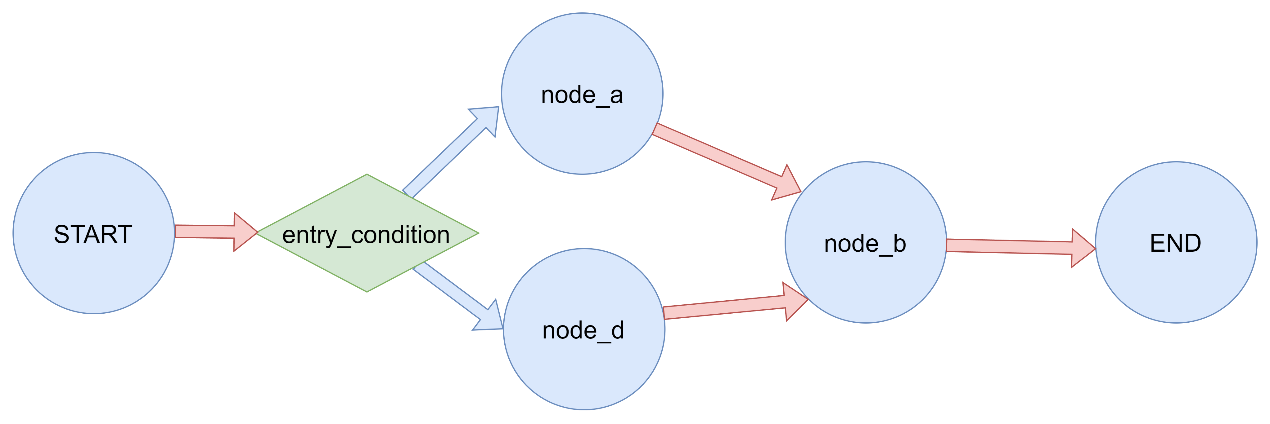 START
entry_condition
node_a
node_d
node_b
END